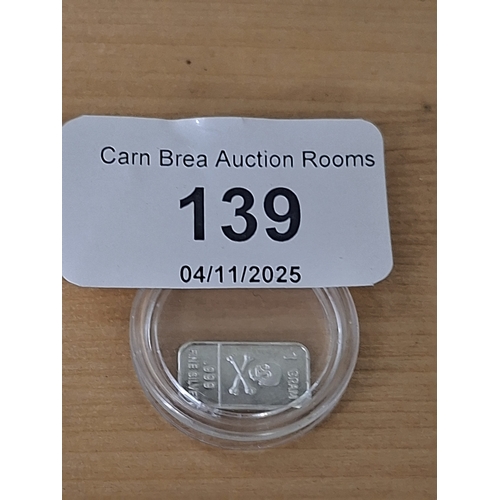 Carn Brea Auction Rooms
139
04/11/2025
.999
FINE SILVER
1
GRAM